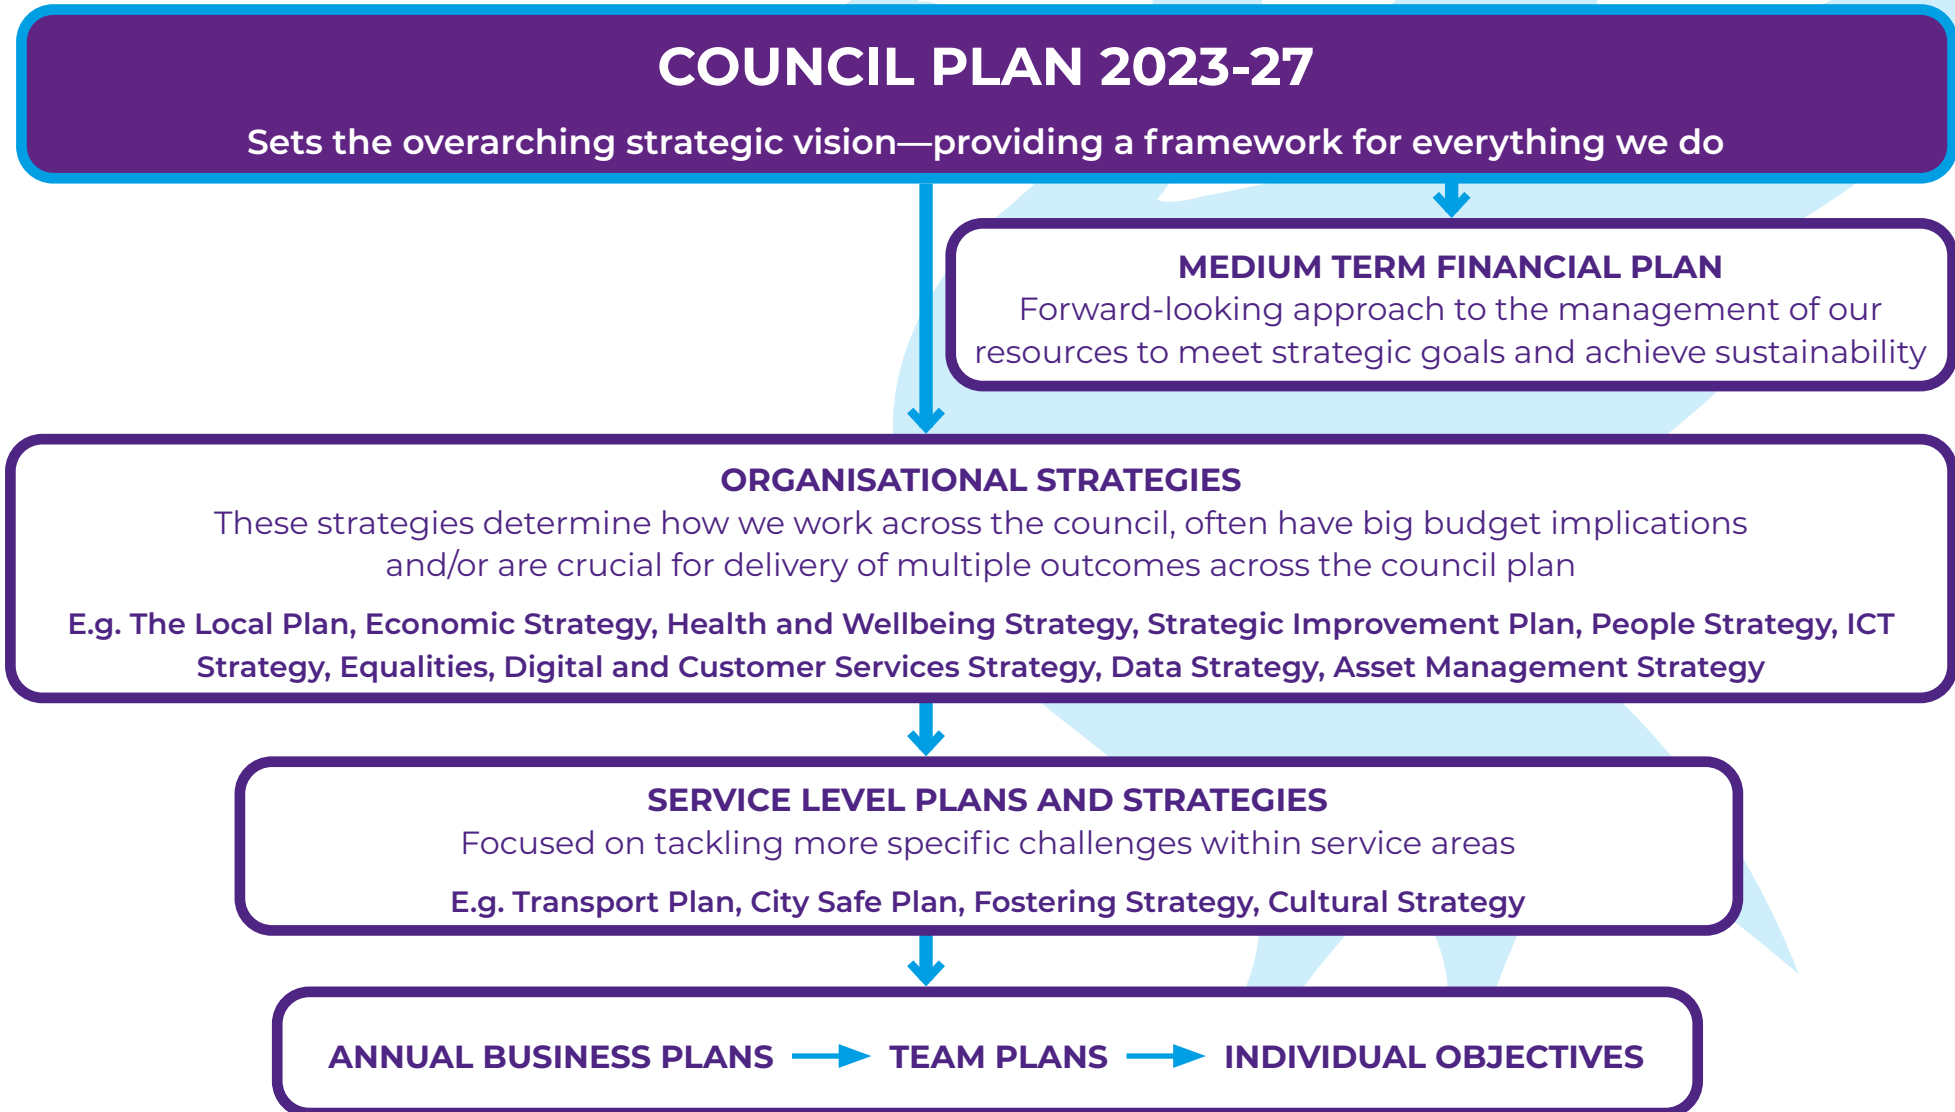 COUNCIL PLAN 2023-27
Sets the overarching strategic vision—providing a framework for everything we do
MEDIUM TERM FINANCIAL PLAN
Forward-looking approach to the management of our
resources to meet strategic goals and achieve sustainability
ORGANISATIONAL STRATEGIES
These strategies determine how we work across the council, often have big budget implications
and/or are crucial for delivery of multiple outcomes across the council plan
E.g. The Local Plan, Economic Strategy, Health and Wellbeing Strategy, Strategic Improvement Plan, People Strategy, ICT
Strategy, Equalities, Digital and Customer Services Strategy, Data Strategy, Asset Management Strategy
SERVICE LEVEL PLANS AND STRATEGIES
Focused on tackling more specific challenges within service areas
E.g. Transport Plan, City Safe Plan, Fostering Strategy, Cultural Strategy
ANNUAL BUSINESS PLANS TEAM PLANS INDIVIDUAL OBJECTIVES